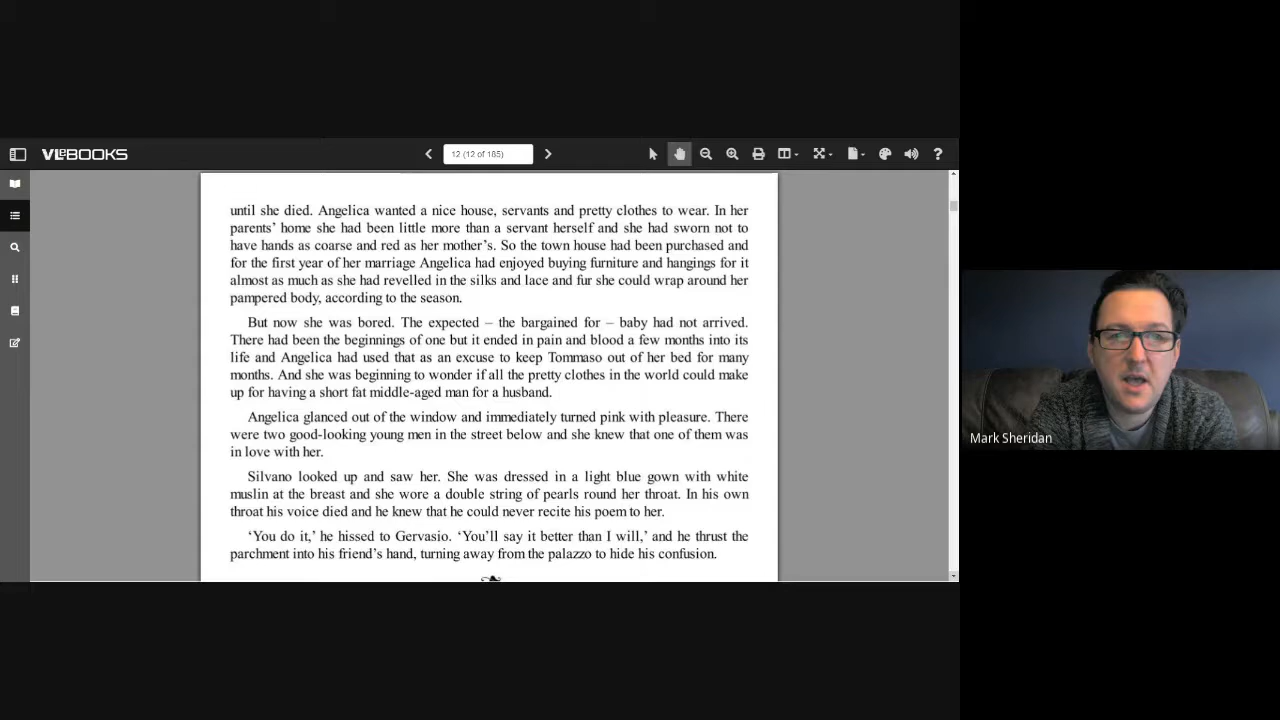 VLeBOOKS
12 (12 of 185)
until she died. Angelica wanted a nice house, servants and pretty clothes to wear. In her
parents’ home she had been little more than a servant herself and she had sworn not to
have hands as coarse and red as her mother’s. So the town house had been purchased and
for the first year of her marriage Angelica had enjoyed buying furniture and hangings for it
almost as much as she had revelled in the silks and lace and fur she could wrap around her
pampered body, according to the season.
But now she was bored. The expected – the bargained for – baby had not arrived.
There had been the beginnings of one but it ended in pain and blood a few months into its
life and Angelica had used that as an excuse to keep Tommaso out of her bed for many
months. And she was beginning to wonder if all the pretty clothes in the world could make
up for having a short fat middle-aged man for a husband.
Angelica glanced out of the window and immediately turned pink with pleasure. There
were two good-looking young men in the street below and she knew that one of them was
in love with her.
Silvano looked up and saw her. She was dressed in a light blue gown with white
muslin at the breast and she wore a double string of pearls round her throat. In his own
throat his voice died and he knew that he could never recite his poem to her.
‘You do it,’ he hissed to Gervasio. ‘You’ll say it better than I will,’ and he thrust the
parchment into his friend’s hand, turning away from the palazzo to hide his confusion.
Mark Sheridan